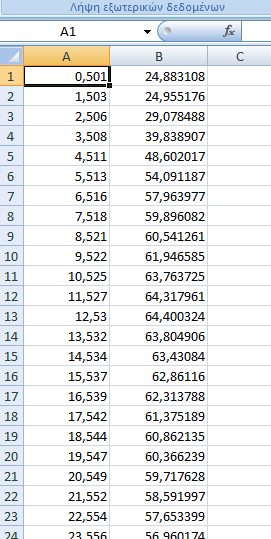 Λήψη εξωτερικών δεδομένων
A1 fx
A B C
1 0,501 24,883108
2 1,503 24,955176
3 2,506 29,078488
4 3,508 39,838907
5 4,511 48,602017
6 5,513 54,091187
7 6,516 57,963977
8 7,518 59,896082
9 8,521 60,541261
10 9,522 61,946585
11 10,525 63,763725
12 11,527 64,317961
13 12,53 64,400324
14 13,532 63,804906
15 14,534 63,43084
16 15,537 62,86116
17 16,539 62,313788
18 17,542 61,375189
19 18,544 60,862135
20 19,547 60,366239
21 20,549 59,717628
22 21,552 58,591997
23 22,554 57,653399
24 23,556 56,960174